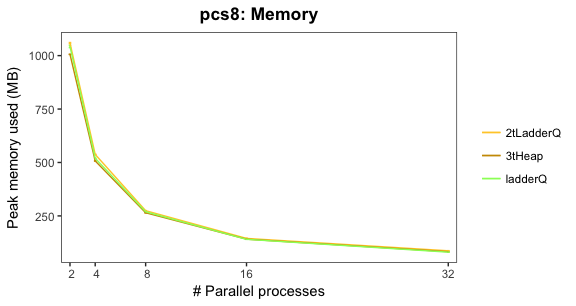 pcs8: Memory
Peak memory used (MB)
1000
750
500
250
2 4 8 16 32
# Parallel processes
2tLadderQ
3tHeap
ladderQ